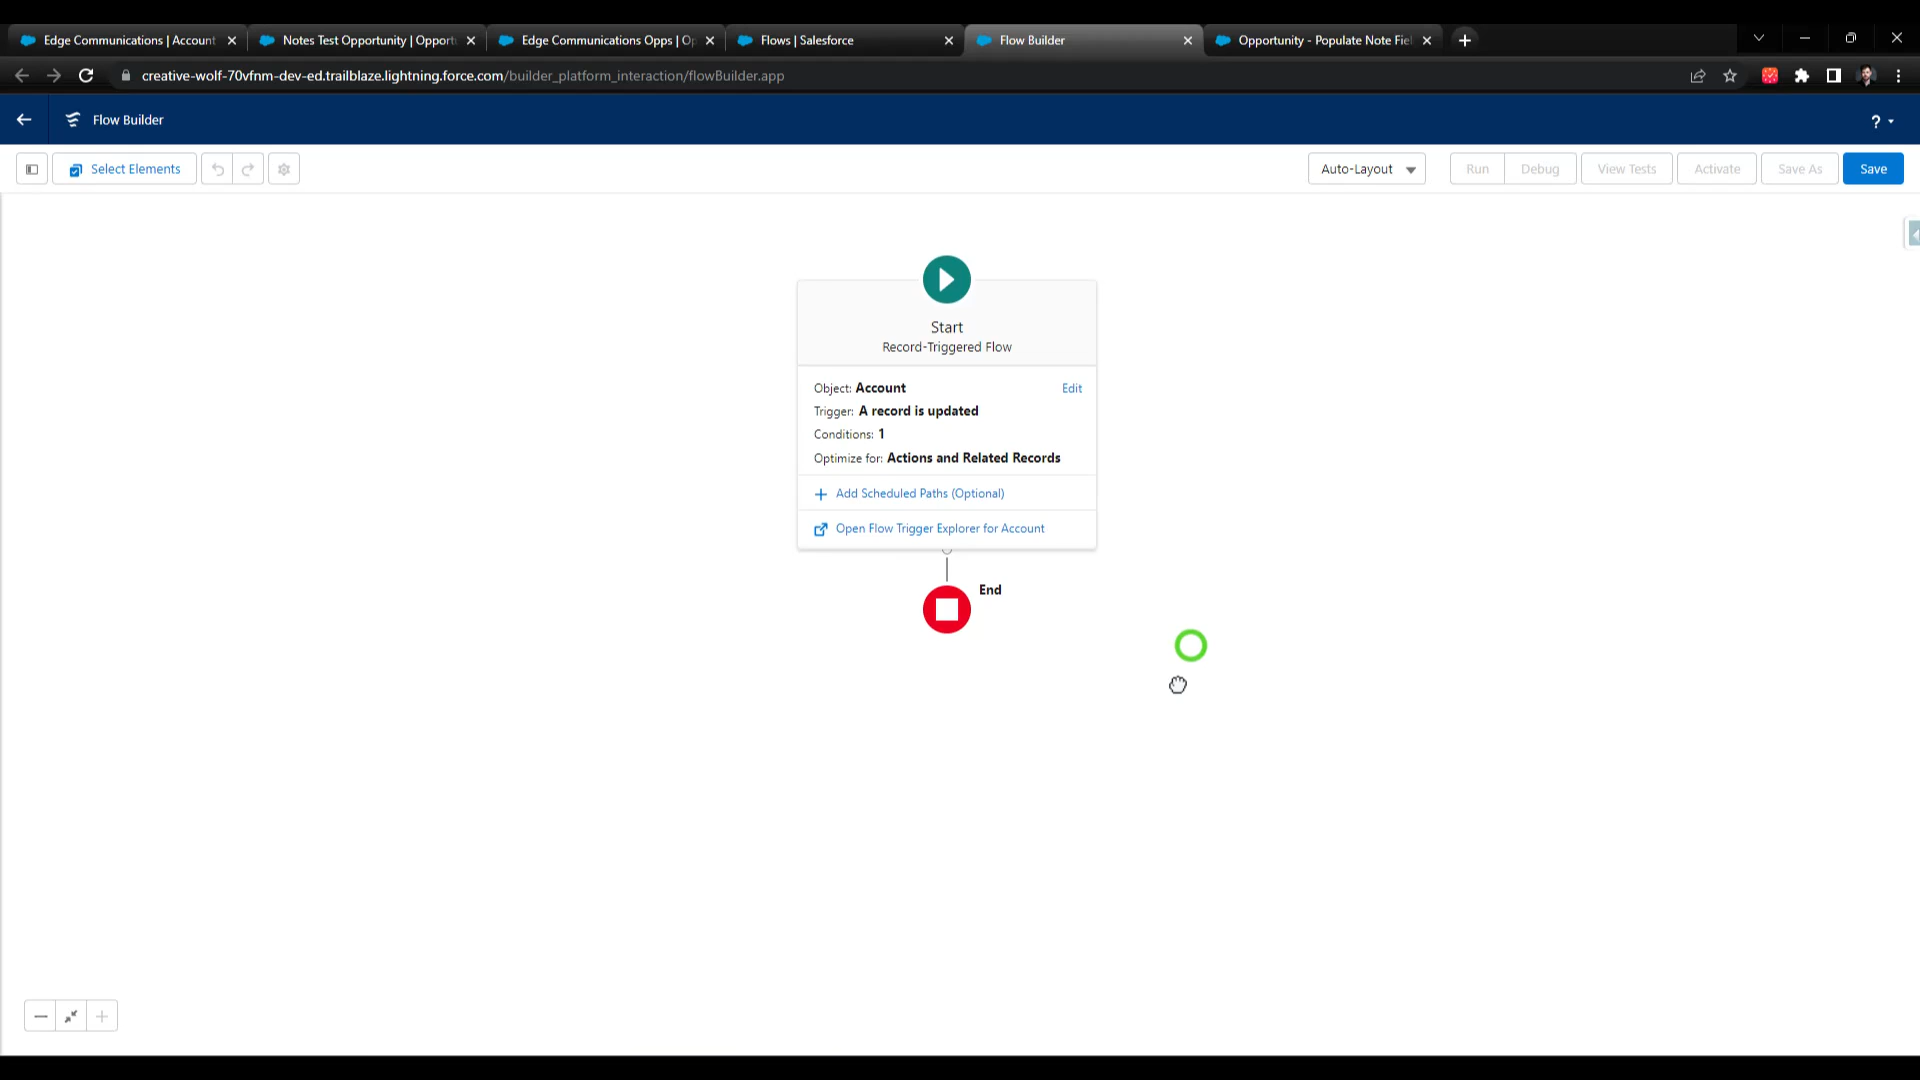 Edge Communications | Account
Notes Test Opportunity | Opport
Edge Communications Opps | Op
Flows | Salesforce
Flow Builder
Opportunity - Populate Note Fiel
creative-wolf-70vfnm-dev-ed.trailblaze.lightning.force.com/builder_platform_interaction/flowBuilder.app
Flow Builder
?
Select Elements
Auto-Layout
Run
Debug
View Tests
Activate
Save As
Save
Start
Record-Triggered Flow
Object: Account
Edit
Trigger: A record is updated
Conditions: 1
Optimize for: Actions and Related Records
Add Scheduled Paths (Optional)
Open Flow Trigger Explorer for Account
End